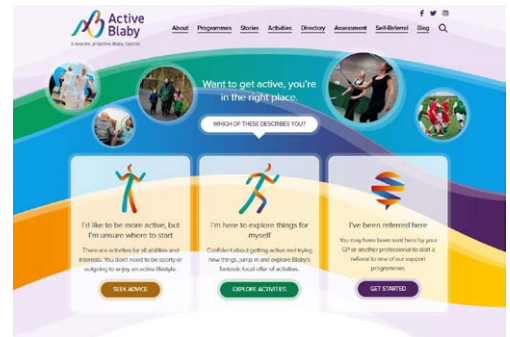 Active
Blaby
A healthy, proactive Blaby District
About Programmes Stories Activities Directory Assessment Self-Referral Blog
Want to get active, you're
in the right place.
WHICH OF THESE DESCRIBES YOU?
I'd like to be more active, but
I'm unsure where to start
There are activities for all abilities and
interests. You don't need to be sporty or
outgoing to enjoy an active lifestyle.
SEEK ADVICE
I'm here to explore things for
myself
Confident about getting active and trying
new things, jump in and explore Blaby's
fantastic local offer of activities.
EXPLORE ACTIVITIES
I've been referred here
You may have been sent here by your
GP or another professional to start a
referral to one of our support
programmes.
GET STARTED